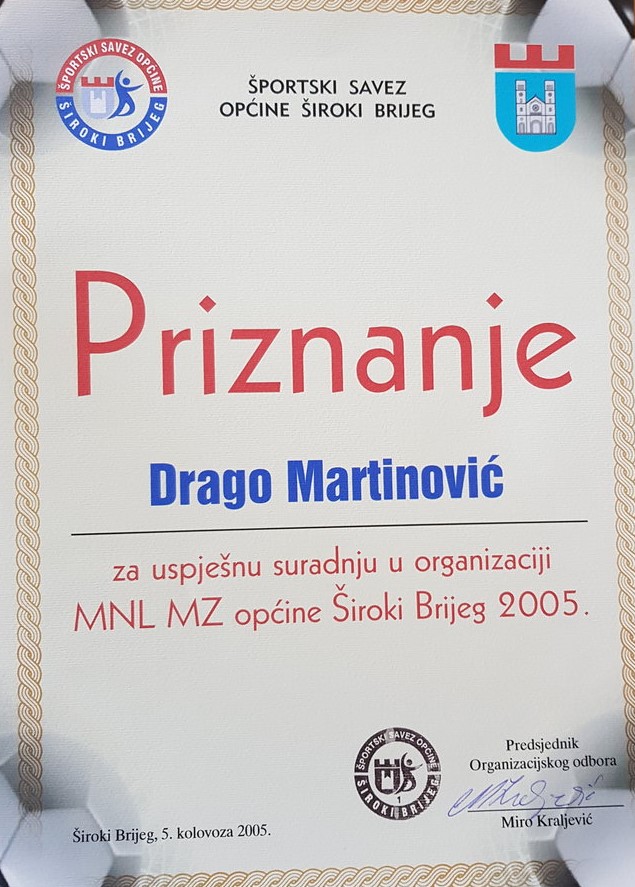 ŠPORTSKI SAVEZ OPĆINE
ŠIROKI BRIJEG
ŠPORTSKI SAVEZ
OPĆINE ŠIROKI BRIJEG
Priznanje
Drago Martinović
za uspješnu suradnju u organizaciji
MNL MZ općine Široki Brijeg 2005.
ŠPORTSKI SAVEZ OPĆINE
ŠIROKI BRIJEG
1
Predsjednik
Organizacijskog odbora
Miro Kraljević
Široki Brijeg, 5. kolovoza 2005.